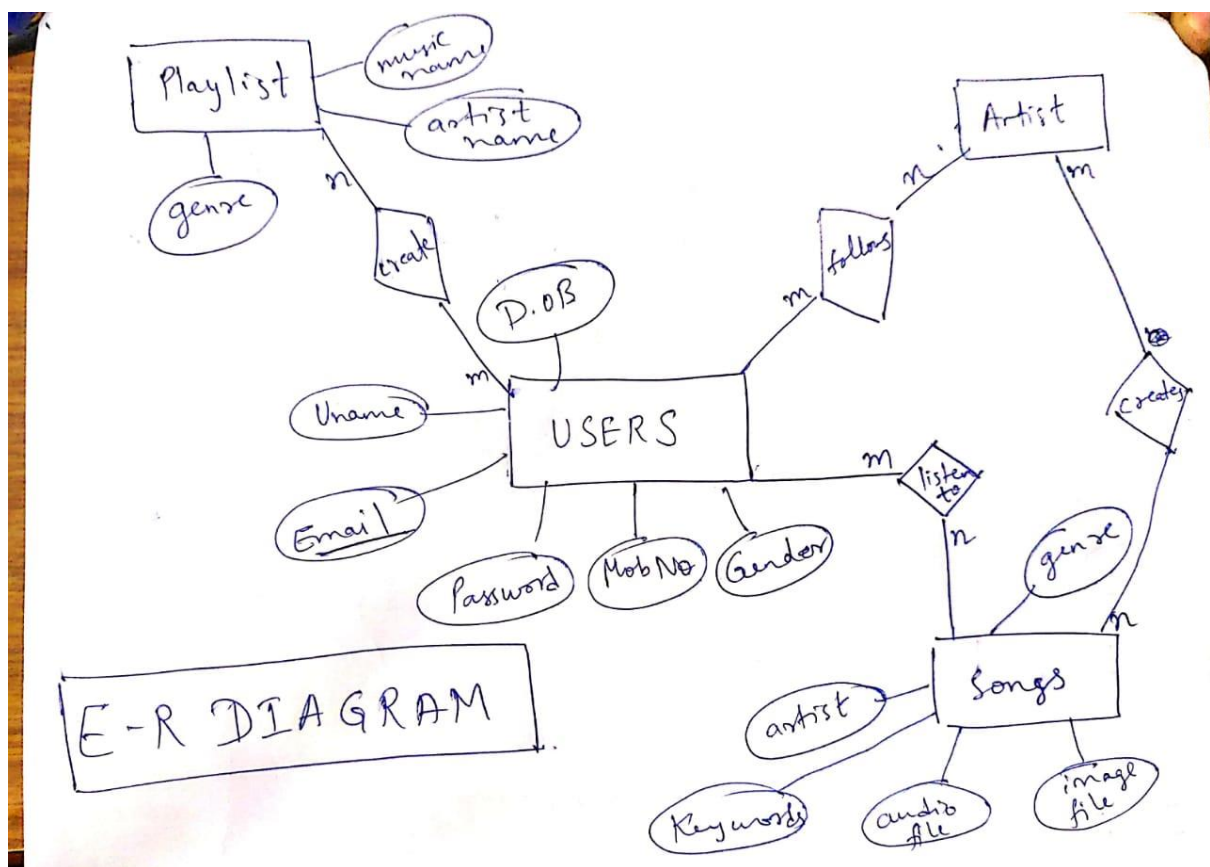 Playlist
music
name
artist
name
genre
n
create
m
Artist
n
m
follows
m
D.OB
Uname
USERS
Email
Password
Mob No
Gender
m
listen
to
n
creates
n
genre
Songs
artist
Keywords
audio
file
image
file
E-R DIAGRAM